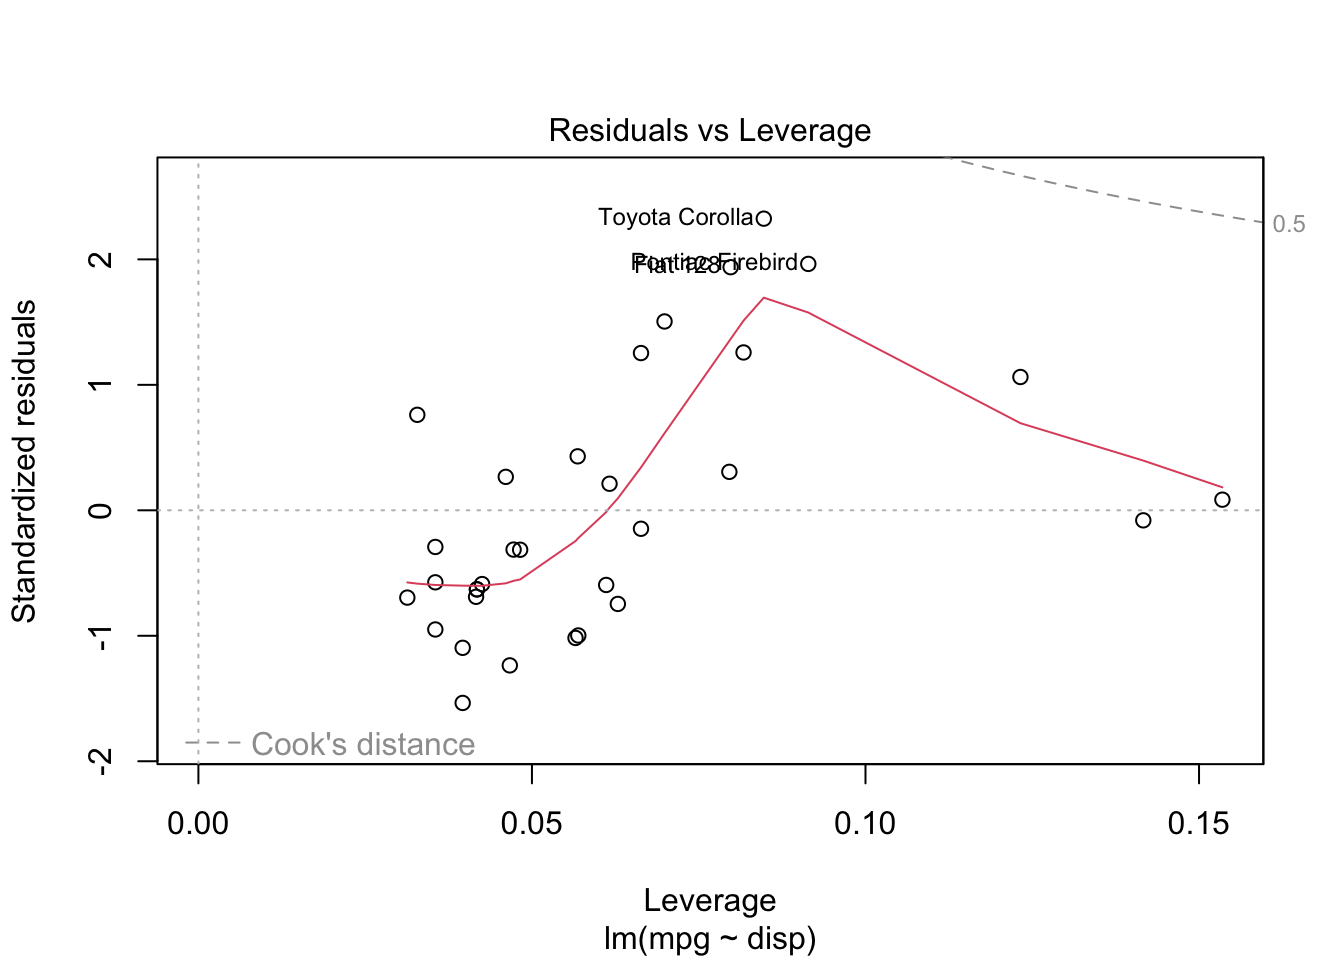 Residuals vs Leverage
Standardized residuals
2
1
0
-1
-2
Toyota Corolla
Pontiac Firebird
Fiat 128
0.5
Cook's distance
0.00 0.05 0.10 0.15
Leverage
lm(mpg ~ disp)